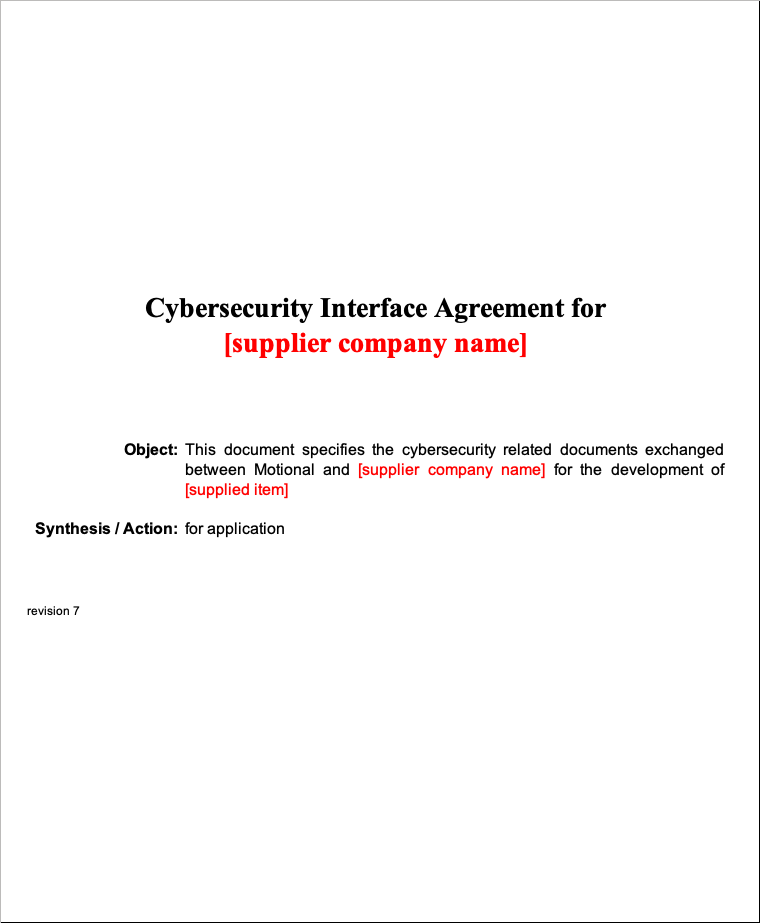 Cybersecurity Interface Agreement for
[supplier company name]
Object: This document specifies the cybersecurity related documents exchanged
between Motional and [supplier company name] for the development of
[supplied item]
Synthesis / Action: for application
revision 7